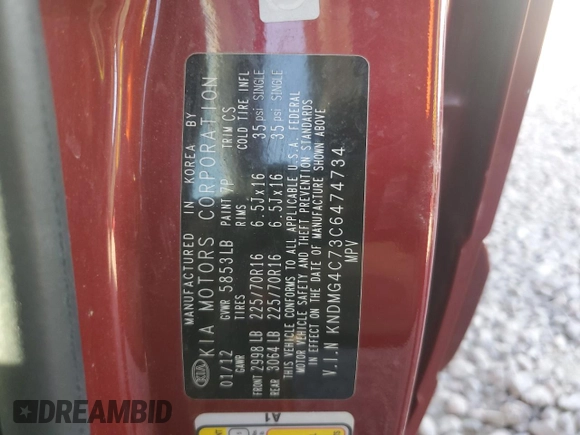 MANUFACTURED IN KOREA BY
KIA KIA MOTORS CORPORATION
01/12 GVWR 5853LB PAINT 7P TRIM CS
GAWR TIRES RIMS COLD TIRE INFL
FRONT 2998 LB 225/70R16 6.5Jx16 35 psi SINGLE
REAR 3064 LB 225/70R16 6.5Jx16 35 psi SINGLE
THIS VEHICLE CONFORMS TO ALL APPLICABLE U.S.A. FEDERAL
MOTOR VEHICLE SAFETY AND THEFT PREVENTION STANDARDS
IN EFFECT ON THE DATE OF MANUFACTURE SHOWN ABOVE
V.I.N KNDMG4C73C6474734
MPV
A1
DREAMBID